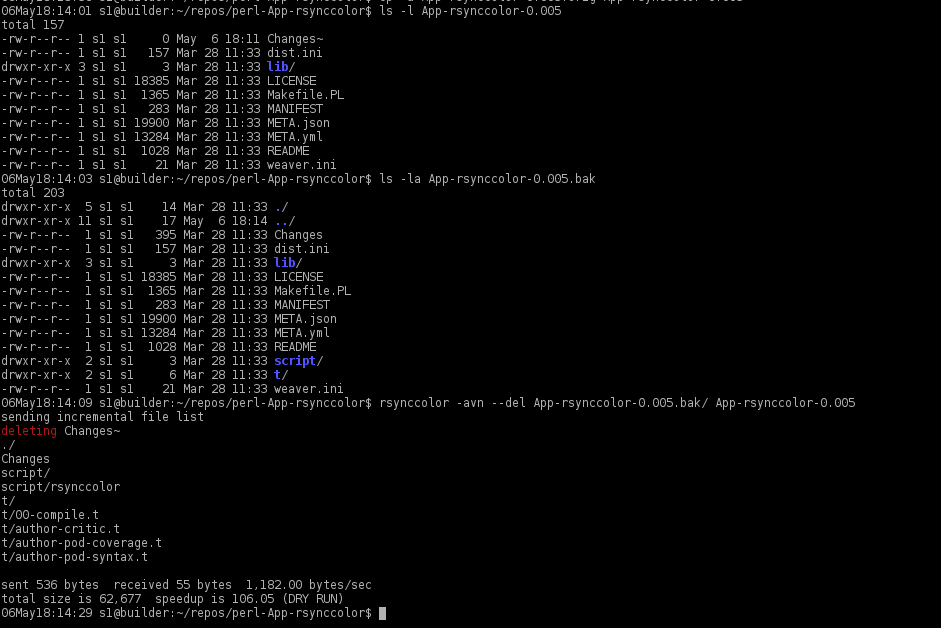 06May18:14:01 s1@builder:~/repos/perl-App-rsynccolor$ ls -l App-rsynccolor-0.005
total 157
-rw-r--r-- 1 s1 s1     0 May  6 18:11 Changes~
-rw-r--r-- 1 s1 s1   157 Mar 28 11:33 dist.ini
drwxr-xr-x 3 s1 s1     3 Mar 28 11:33 lib/
-rw-r--r-- 1 s1 s1 18385 Mar 28 11:33 LICENSE
-rw-r--r-- 1 s1 s1  1365 Mar 28 11:33 Makefile.PL
-rw-r--r-- 1 s1 s1   283 Mar 28 11:33 MANIFEST
-rw-r--r-- 1 s1 s1 19900 Mar 28 11:33 META.json
-rw-r--r-- 1 s1 s1 13284 Mar 28 11:33 META.yml
-rw-r--r-- 1 s1 s1  1028 Mar 28 11:33 README
-rw-r--r-- 1 s1 s1    21 Mar 28 11:33 weaver.ini
06May18:14:03 s1@builder:~/repos/perl-App-rsynccolor$ ls -la App-rsynccolor-0.005.bak
total 203
drwxr-xr-x  5 s1 s1    14 Mar 28 11:33 ./
drwxr-xr-x 11 s1 s1    17 May  6 18:14 ../
-rw-r--r--  1 s1 s1   395 Mar 28 11:33 Changes
-rw-r--r--  1 s1 s1   157 Mar 28 11:33 dist.ini
drwxr-xr-x  3 s1 s1     3 Mar 28 11:33 lib/
-rw-r--r--  1 s1 s1 18385 Mar 28 11:33 LICENSE
-rw-r--r--  1 s1 s1  1365 Mar 28 11:33 Makefile.PL
-rw-r--r--  1 s1 s1   283 Mar 28 11:33 MANIFEST
-rw-r--r--  1 s1 s1 19900 Mar 28 11:33 META.json
-rw-r--r--  1 s1 s1 13284 Mar 28 11:33 META.yml
-rw-r--r--  1 s1 s1  1028 Mar 28 11:33 README
drwxr-xr-x  2 s1 s1     3 Mar 28 11:33 script/
drwxr-xr-x  2 s1 s1     6 Mar 28 11:33 t/
-rw-r--r--  1 s1 s1    21 Mar 28 11:33 weaver.ini
06May18:14:09 s1@builder:~/repos/perl-App-rsynccolor$ rsynccolor -avn --del App-rsynccolor-0.005.bak/ App-rsynccolor-0.005
sending incremental file list
deleting Changes~
./
Changes
script/
script/rsynccolor
t/
t/00-compile.t
t/author-critic.t
t/author-pod-coverage.t
t/author-pod-syntax.t
sent 536 bytes  received 55 bytes  1,182.00 bytes/sec
total size is 62,677  speedup is 106.05 (DRY RUN)
06May18:14:29 s1@builder:~/repos/perl-App-rsynccolor$